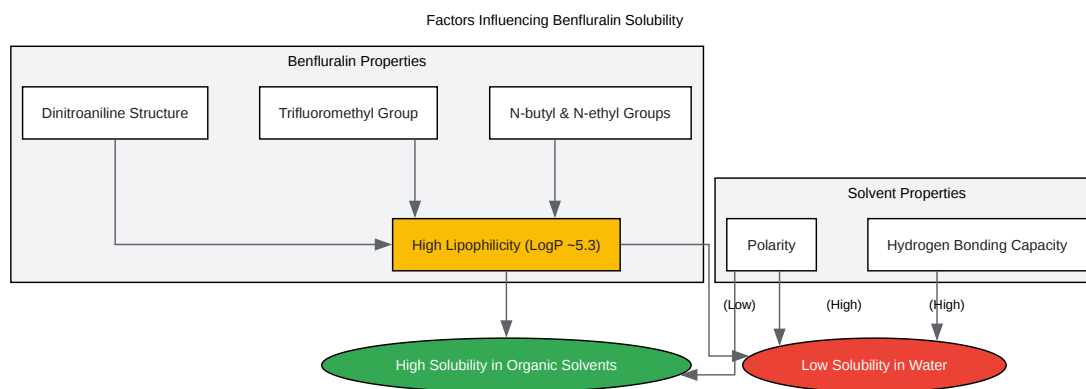 Factors Influencing Benfluralin Solubility
Benfluralin Properties
Dinitroaniline Structure
Trifluoromethyl Group
N-butyl & N-ethyl Groups
Solvent Properties
High Lipophilicity (LogP ~5.3)
Polarity
Hydrogen Bonding Capacity
(Low)
(High)
(High)
High Solubility in Organic Solvents
Low Solubility in Water